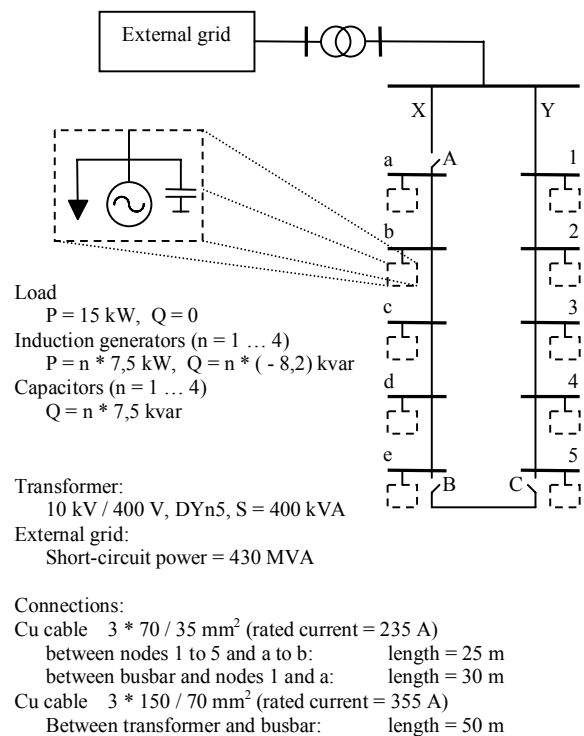 External grid
X Y
A
a 1
b 2
c 3
d 4
e B C 5
Load
P = 15 kW, Q = 0
Induction generators (n = 1 … 4)
P = n * 7,5 kW, Q = n * ( - 8,2) kvar
Capacitors (n = 1 … 4)
Q = n * 7,5 kvar
Transformer:
10 kV / 400 V, DYn5, S = 400 kVA
External grid:
Short-circuit power = 430 MVA
Connections:
Cu cable 3 * 70 / 35 mm² (rated current = 235 A)
between nodes 1 to 5 and a to b: length = 25 m
between busbar and nodes 1 and a: length = 30 m
Cu cable 3 * 150 / 70 mm² (rated current = 355 A)
Between transformer and busbar: length = 50 m